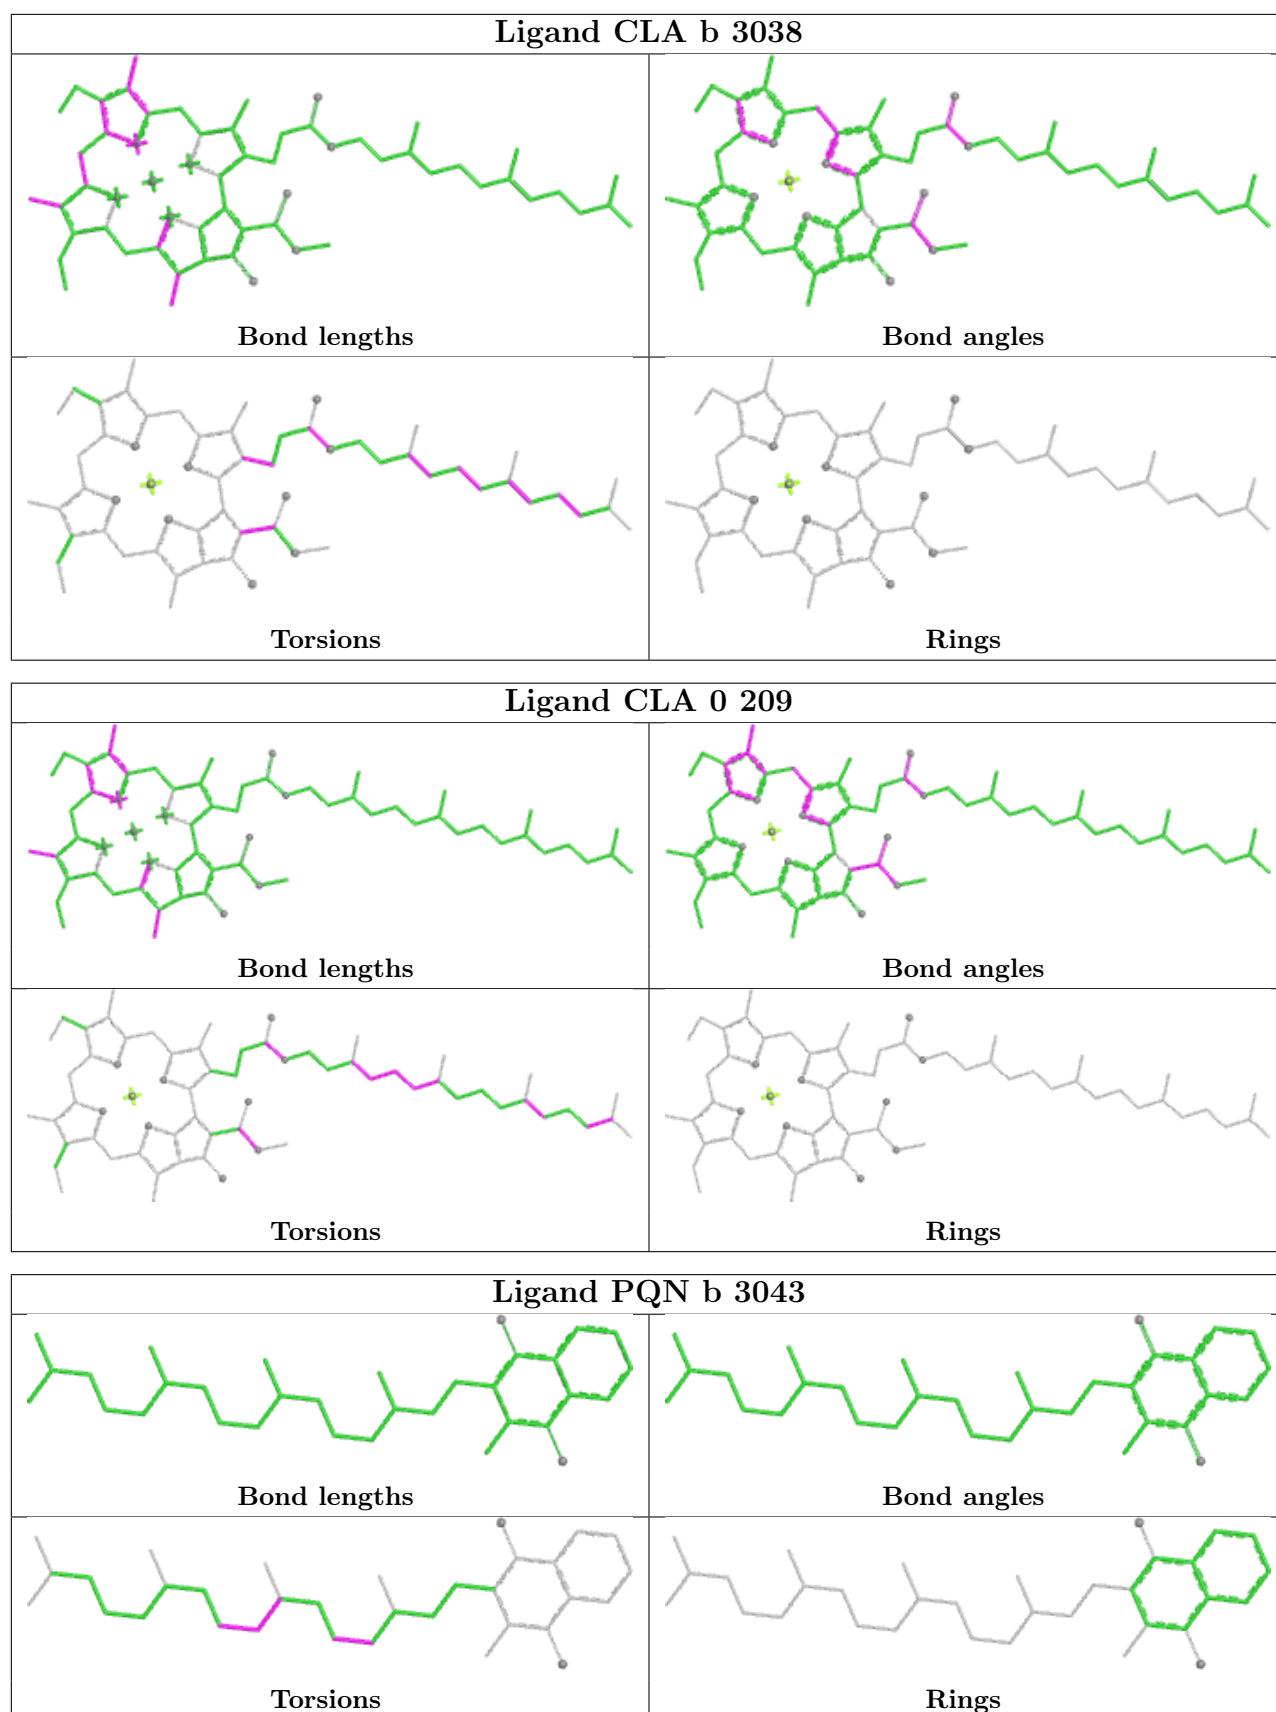 Ligand CLA b 3038
Bond lengths
Bond angles
Torsions
Rings
Ligand CLA 0 209
Bond lengths
Bond angles
Torsions
Rings
Ligand PQN b 3043
Bond lengths
Bond angles
Torsions
Rings